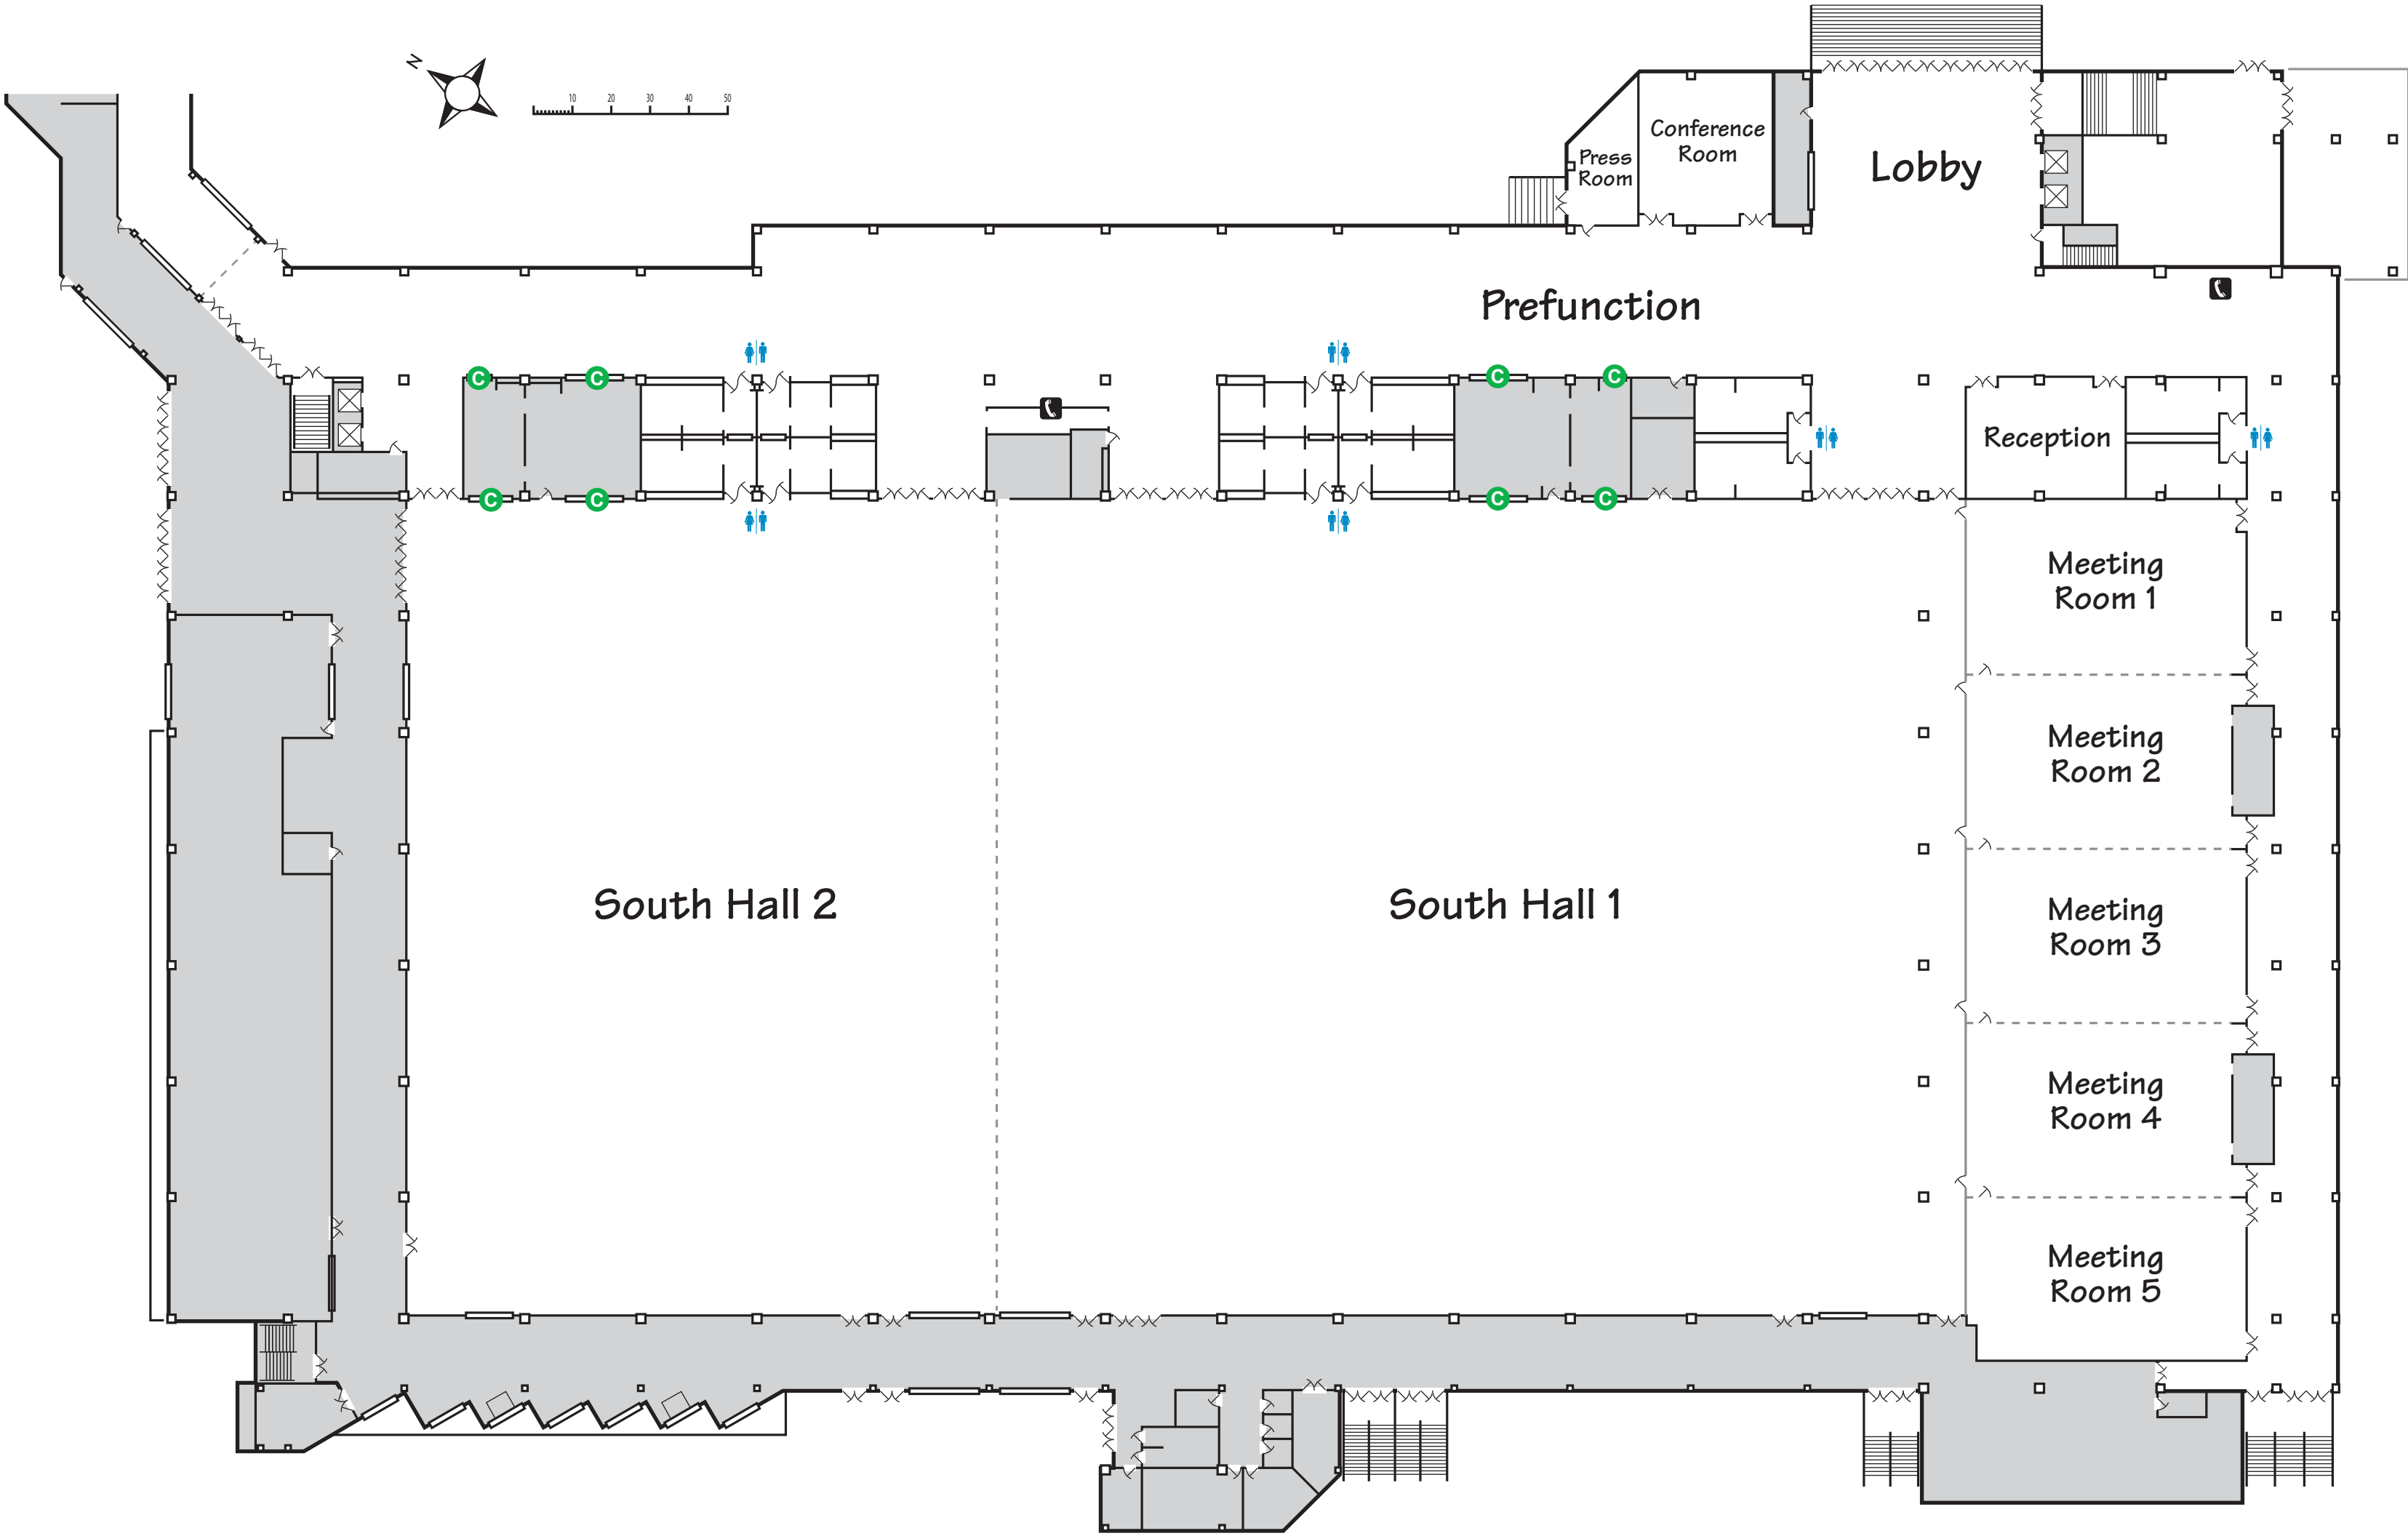 N
10 20 30 40 50
Conference
Room
Press
Room
Lobby
Prefunction
C C C C
Reception
C C C C
Meeting
Room 1
Meeting
Room 2
South Hall 2
South Hall 1
Meeting
Room 3
Meeting
Room 4
Meeting
Room 5